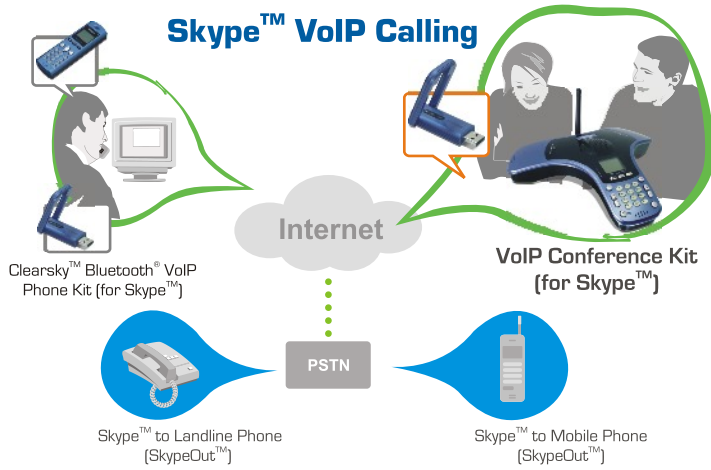 Skype™ VoIP Calling
Internet
Clearsky™ Bluetooth® VoIP
Phone Kit (for Skype™)
VoIP Conference Kit
(for Skype™)
PSTN
Skype™ to Landline Phone
(SkypeOut™)
Skype™ to Mobile Phone
(SkypeOut™)